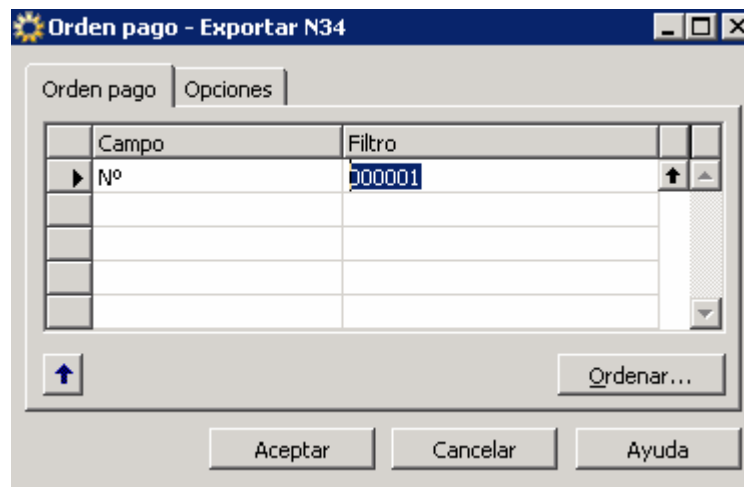 Orden pago - Exportar N34
Orden pago Opciones
Campo Filtro
Nº 000001
Ordenar...
Aceptar Cancelar Ayuda